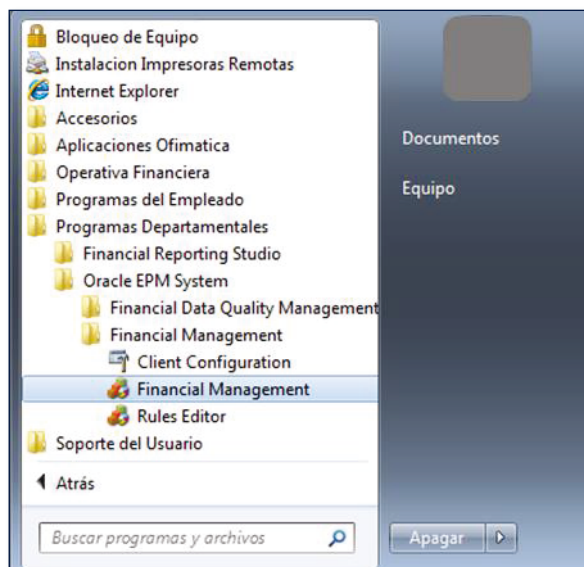 Bloqueo de Equipo
Instalacion Impresoras Remotas
Internet Explorer
Accesorios
Aplicaciones Ofimatica
Operativa Financiera
Programas del Empleado
Programas Departamentales
Financial Reporting Studio
Oracle EPM System
Financial Data Quality Management
Financial Management
Client Configuration
Financial Management
Rules Editor
Soporte del Usuario
Atrás
Buscar programas y archivos
Documentos
Equipo
Apagar